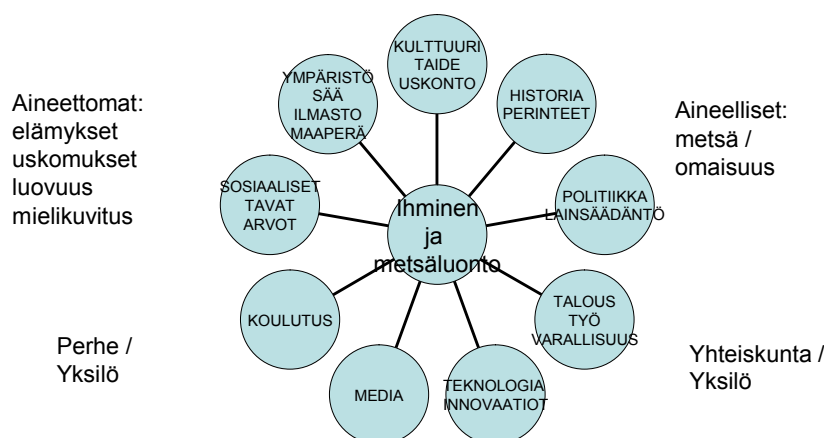 KULTTUURI
TAIDE
USKONTO
YMPÄRISTÖ
SÄÄ
ILMASTO
MAAPERÄ
HISTORIA
PERINTEET
Aineettomat:
elämykset
uskomukset
luovuus
mielikuvitus
Aineelliset:
metsä /
omaisuus
SOSIAALISET
TAVAT
ARVOT
POLITIIKKA
LAINSÄÄDÄNTÖ
Ihminen
ja
metsäluonto
KOULUTUS
TALOUS
TYÖ
VARALLISUUS
Perhe /
Yksilö
Yhteiskunta /
Yksilö
MEDIA
TEKNOLOGIA
INNOVAATIOT